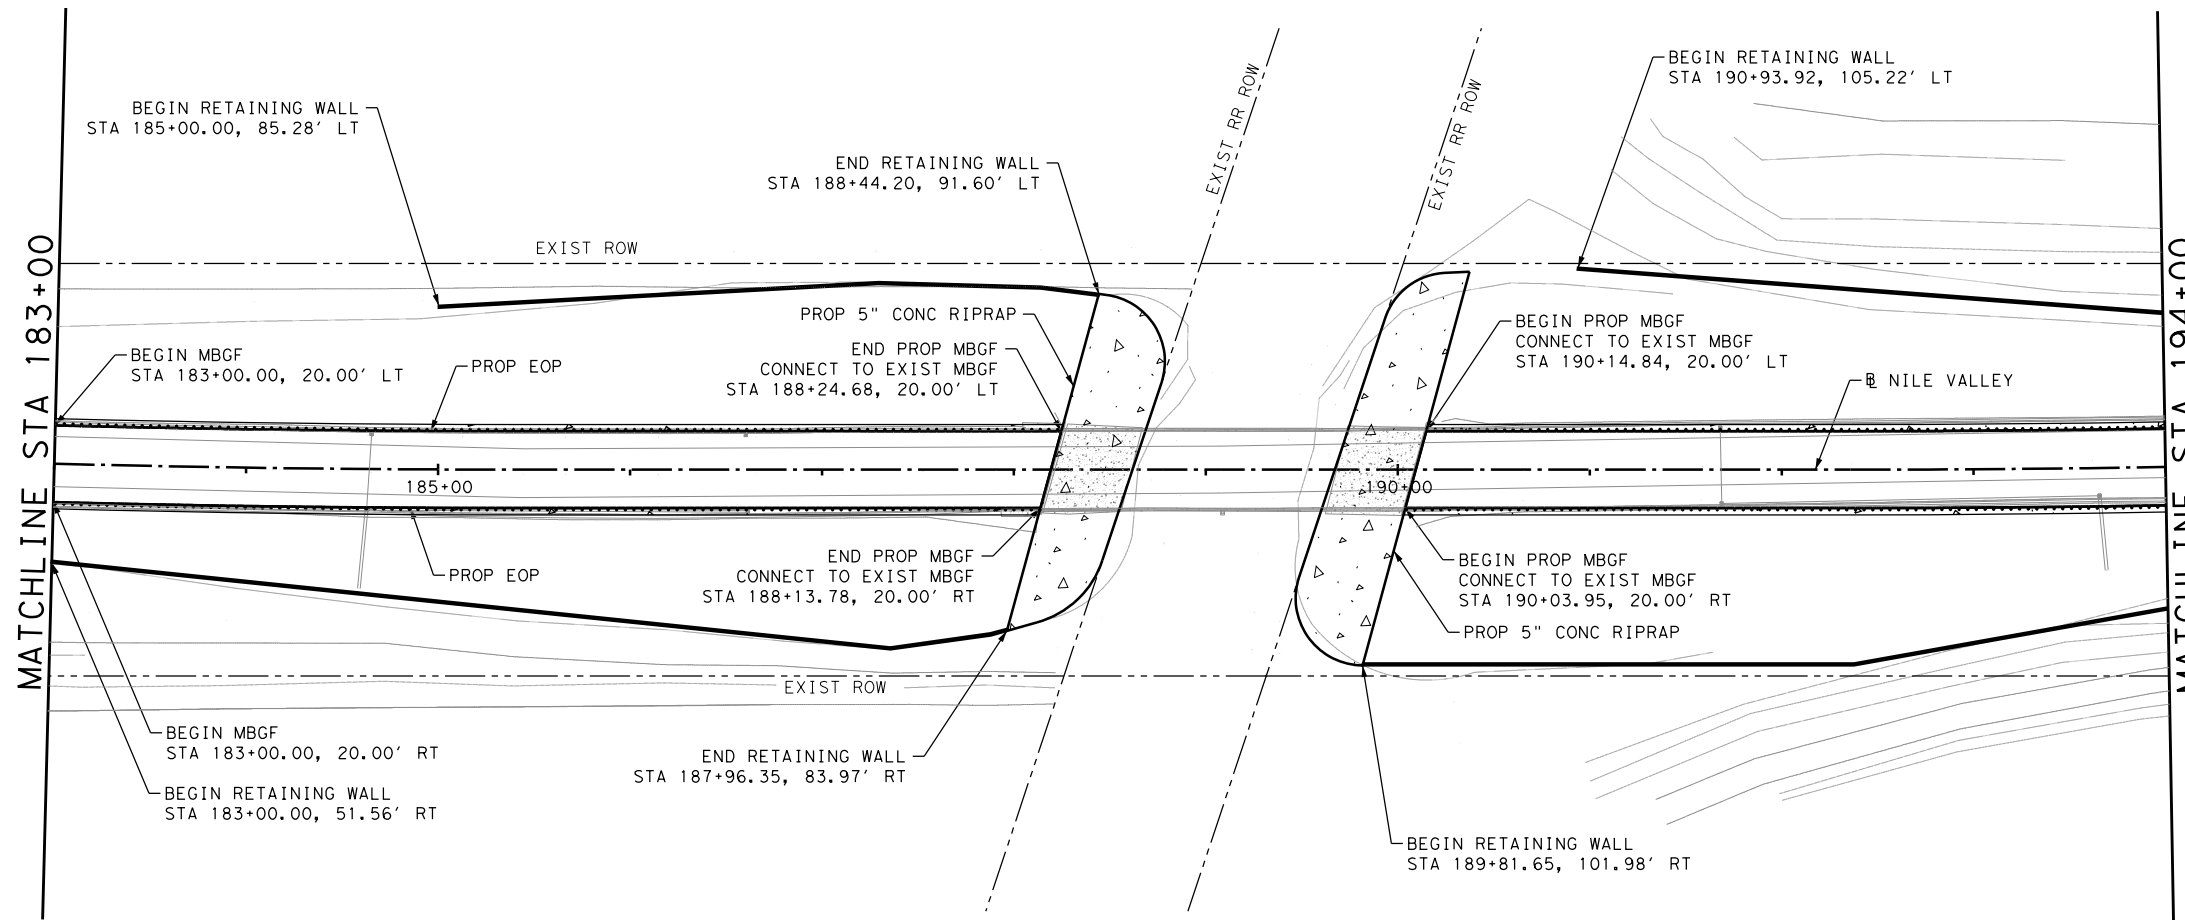 BEGIN RETAINING WALL
STA 190+93.92, 105.22' LT
BEGIN RETAINING WALL
STA 185+00.00, 85.28' LT
END RETAINING WALL
STA 188+44.20, 91.60' LT
EXIST RR ROW
EXIST RR ROW
EXIST ROW
MATCHLINE STA 183+00
MATCHLINE STA 194+00
PROP 5" CONC RIPRAP
BEGIN MBGF
STA 183+00.00, 20.00' LT
PROP EOP
END PROP MBGF
CONNECT TO EXIST MBGF
STA 188+24.68, 20.00' LT
BEGIN PROP MBGF
CONNECT TO EXIST MBGF
STA 190+14.84, 20.00' LT
BL NILE VALLEY
185+00
190+00
PROP EOP
END PROP MBGF
CONNECT TO EXIST MBGF
STA 188+13.78, 20.00' RT
BEGIN PROP MBGF
CONNECT TO EXIST MBGF
STA 190+03.95, 20.00' RT
PROP 5" CONC RIPRAP
EXIST ROW
BEGIN MBGF
STA 183+00.00, 20.00' RT
BEGIN RETAINING WALL
STA 183+00.00, 51.56' RT
END RETAINING WALL
STA 187+96.35, 83.97' RT
BEGIN RETAINING WALL
STA 189+81.65, 101.98' RT